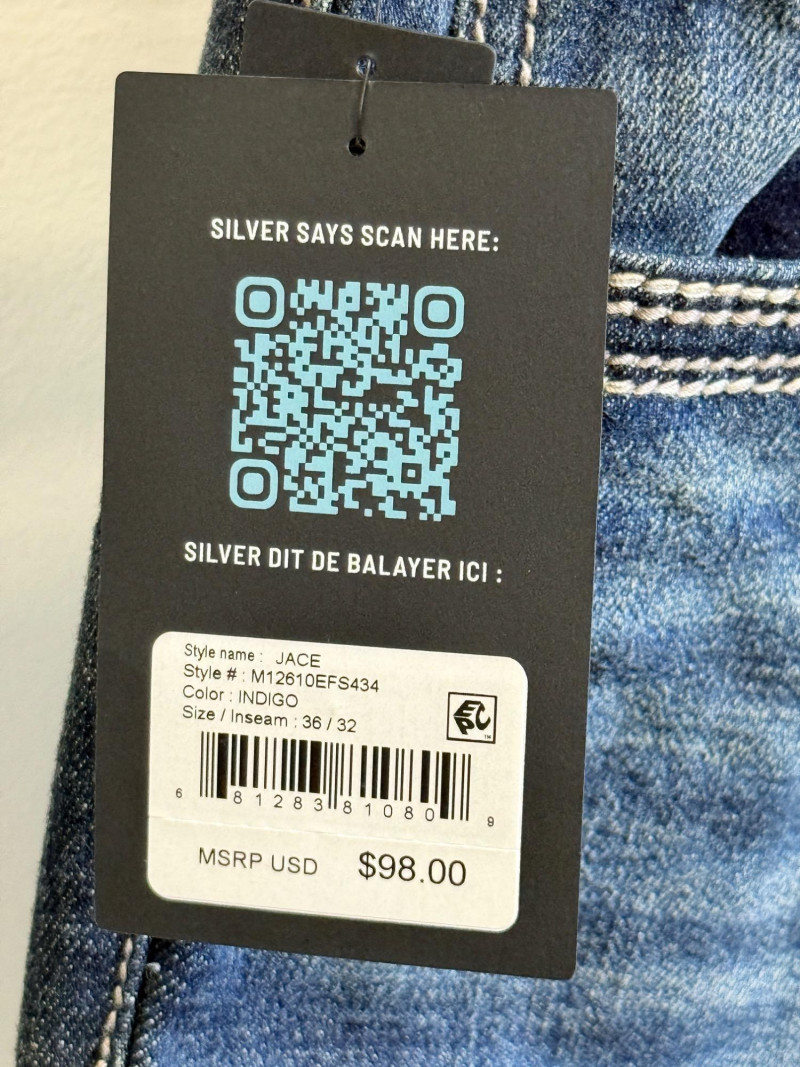 SILVER SAYS SCAN HERE:
SILVER DIT DE BALAYER ICI :
Style name : JACE
Style # : M12610EFS434
Color : INDIGO
Size / Inseam : 36 / 32
EPC
6 81283 81080 9
MSRP USD $98.00